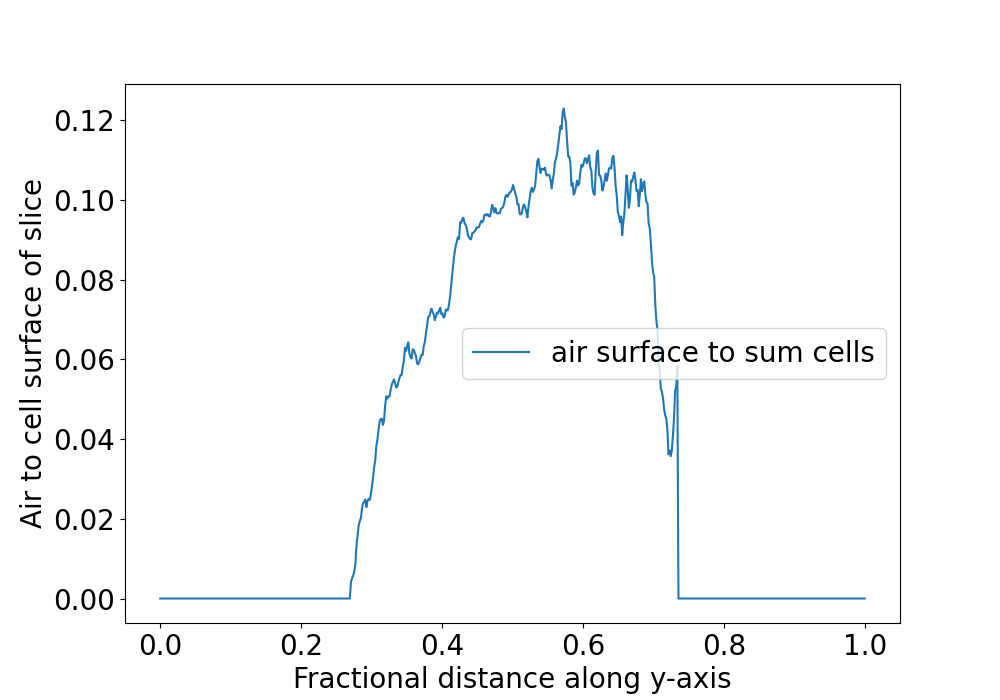 Air to cell surface of slice
0.12
0.10
0.08
0.06
0.04
0.02
0.00
air surface to sum cells
0.0 0.2 0.4 0.6 0.8 1.0
Fractional distance along y-axis